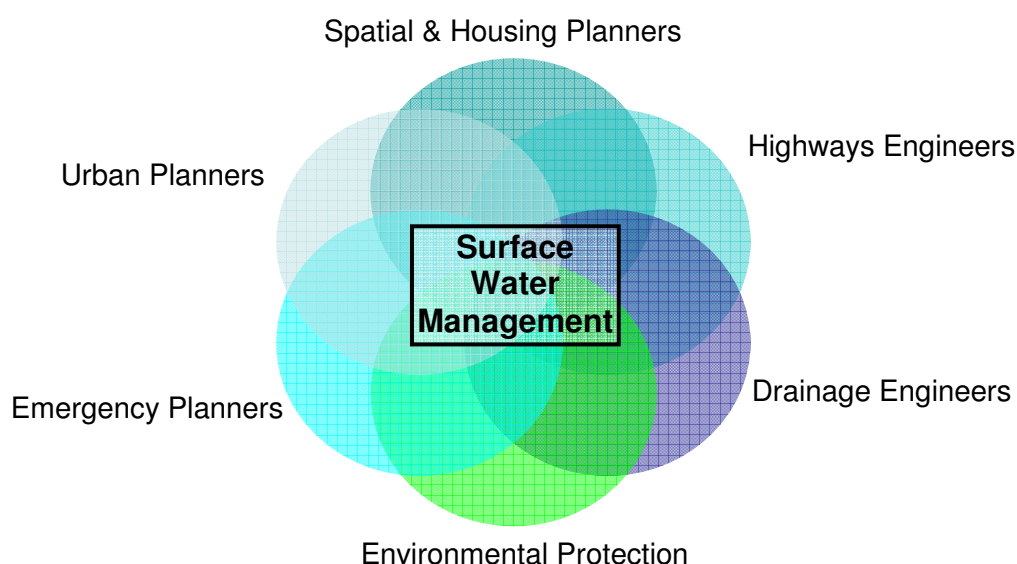 Spatial & Housing Planners
Highways Engineers
Urban Planners
Surface
Water
Management
Drainage Engineers
Emergency Planners
Environmental Protection